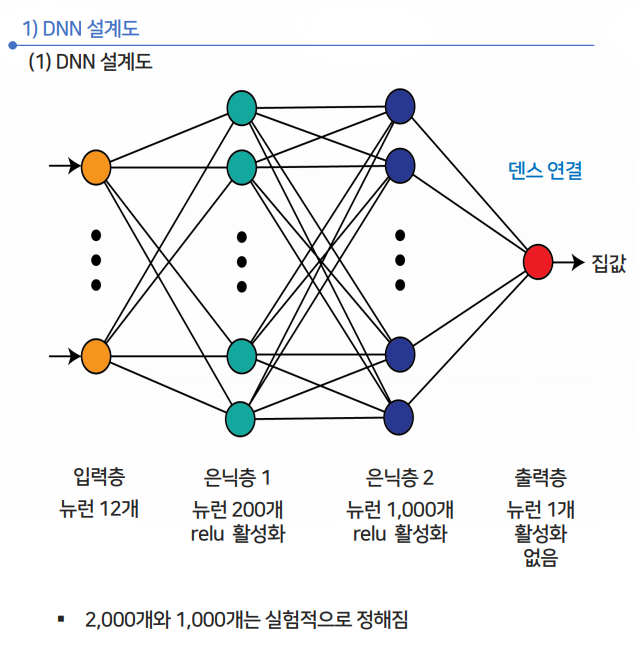 1) DNN 설계도
(1) DNN 설계도
덴스 연결
집값
입력층
뉴런 12개
은닉층 1
뉴런 200개
relu 활성화
은닉층 2
뉴런 1,000개
relu 활성화
출력층
뉴런 1개
활성화
없음
▪ 2,000개와 1,000개는 실험적으로 정해짐